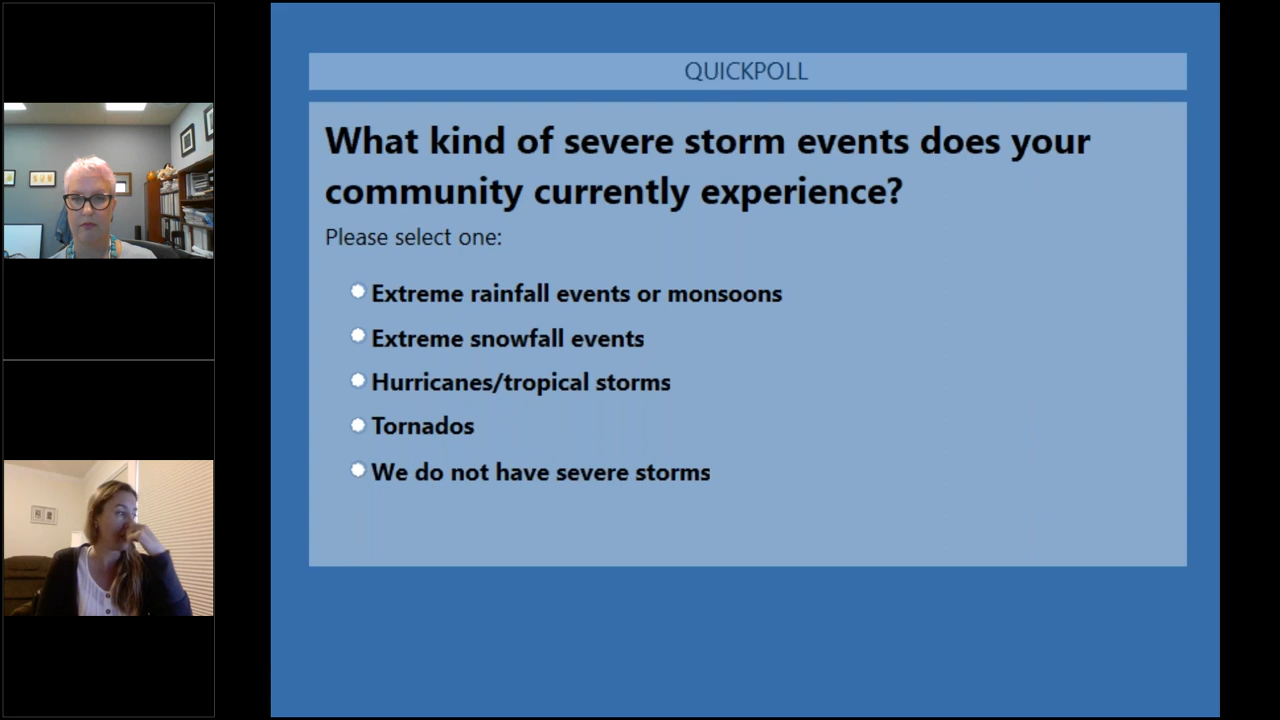 QUICKPOLL
What kind of severe storm events does your
community currently experience?
Please select one:
Extreme rainfall events or monsoons
Extreme snowfall events
Hurricanes/tropical storms
Tornados
We do not have severe storms